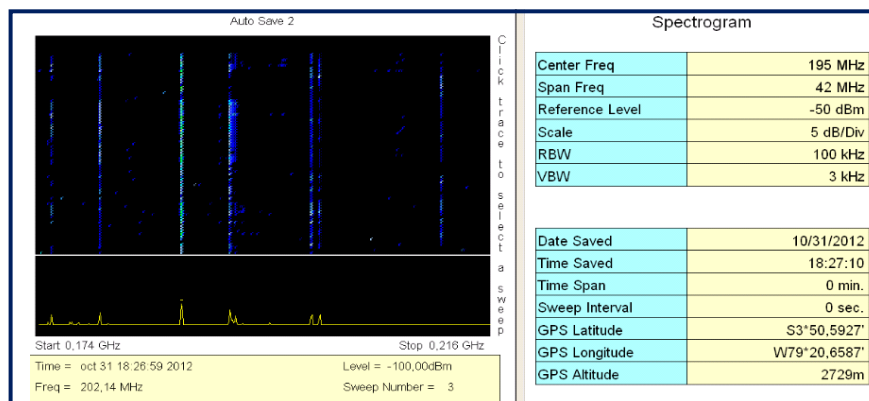 Auto Save 2
Click trace to select a sweep
Start 0,174 GHz Stop 0,216 GHz
Time = oct 31 18:26:59 2012 Level = -100,00dBm
Freq = 202,14 MHz Sweep Number = 3
Spectrogram
Center Freq 195 MHz
Span Freq 42 MHz
Reference Level -50 dBm
Scale 5 dB/Div
RBW 100 kHz
VBW 3 kHz
Date Saved 10/31/2012
Time Saved 18:27:10
Time Span 0 min.
Sweep Interval 0 sec.
GPS Latitude S3*50,5927'
GPS Longitude W79*20,6587'
GPS Altitude 2729m